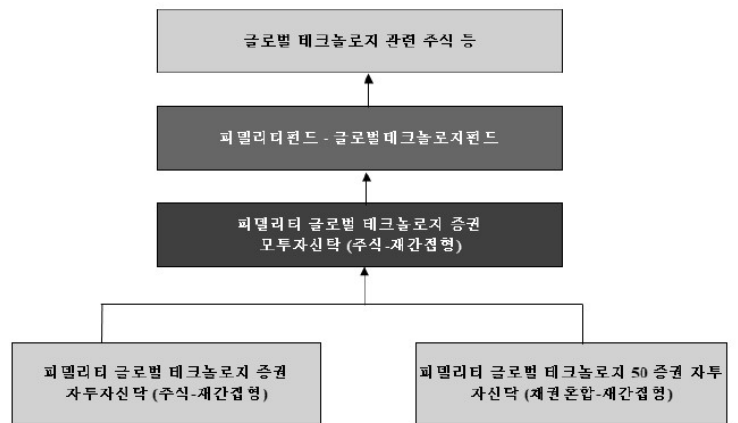 글로벌 테크놀로지 관련 주식 등
피델리티펀드 - 글로벌테크놀로지펀드
피델리티 글로벌 테크놀로지 증권
모투자신탁 (주식-재간접형)
피델리티 글로벌 테크놀로지 증권
자투자신탁 (주식-재간접형)
피델리티 글로벌 테크놀로지 50 증권 자투
자신탁 (채권혼합-재간접형)